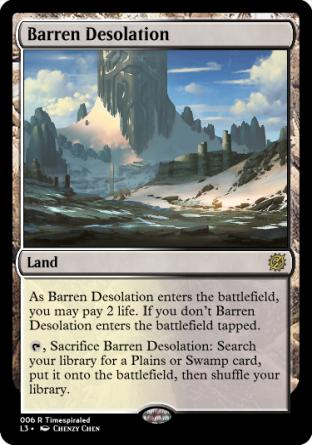 Barren Desolation
Land
As Barren Desolation enters the battlefield,
you may pay 2 life. If you don't Barren
Desolation enters the battlefield tapped.
, Sacrifice Barren Desolation: Search
your library for a Plains or Swamp card,
put it onto the battlefield, then shuffle your
library.
006 R Timespiraled
L3 • Chenzy Chen